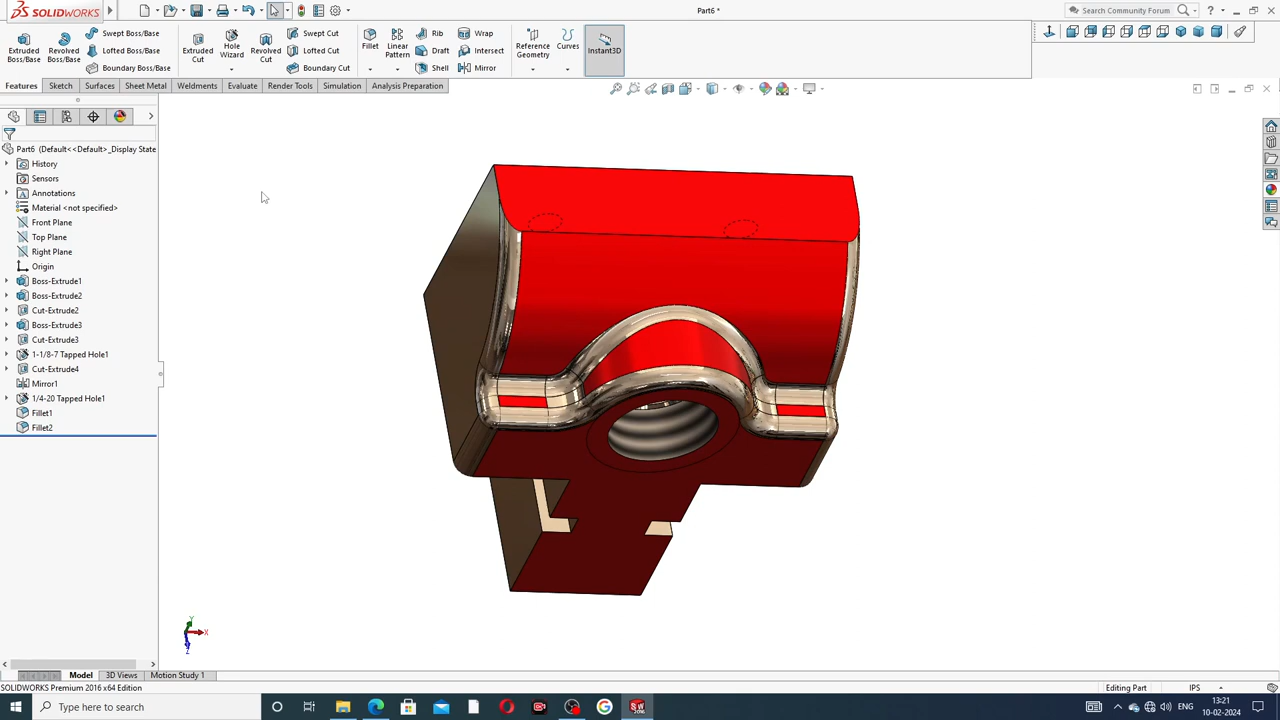 SOLIDWORKS
Part6 *
Search Community Forum
Extruded Boss/Base
Revolved Boss/Base
Swept Boss/Base
Lofted Boss/Base
Boundary Boss/Base
Extruded Cut
Hole Wizard
Revolved Cut
Swept Cut
Lofted Cut
Boundary Cut
Fillet
Linear Pattern
Rib
Draft
Shell
Wrap
Intersect
Mirror
Reference Geometry
Curves
Instant3D
Features Sketch Surfaces Sheet Metal Weldments Evaluate Render Tools Simulation Analysis Preparation
Part6 (Default<<Default>_Display State
History
Sensors
Annotations
Material <not specified>
Front Plane
Top Plane
Right Plane
Origin
Boss-Extrude1
Boss-Extrude2
Cut-Extrude2
Boss-Extrude3
Cut-Extrude3
1-1/8-7 Tapped Hole1
Cut-Extrude4
Mirror1
1/4-20 Tapped Hole1
Fillet1
Fillet2
Y
X
Z
Model 3D Views Motion Study 1
SOLIDWORKS Premium 2016 x64 Edition
Editing Part
IPS
Type here to search
ENG
13:21
10-02-2024